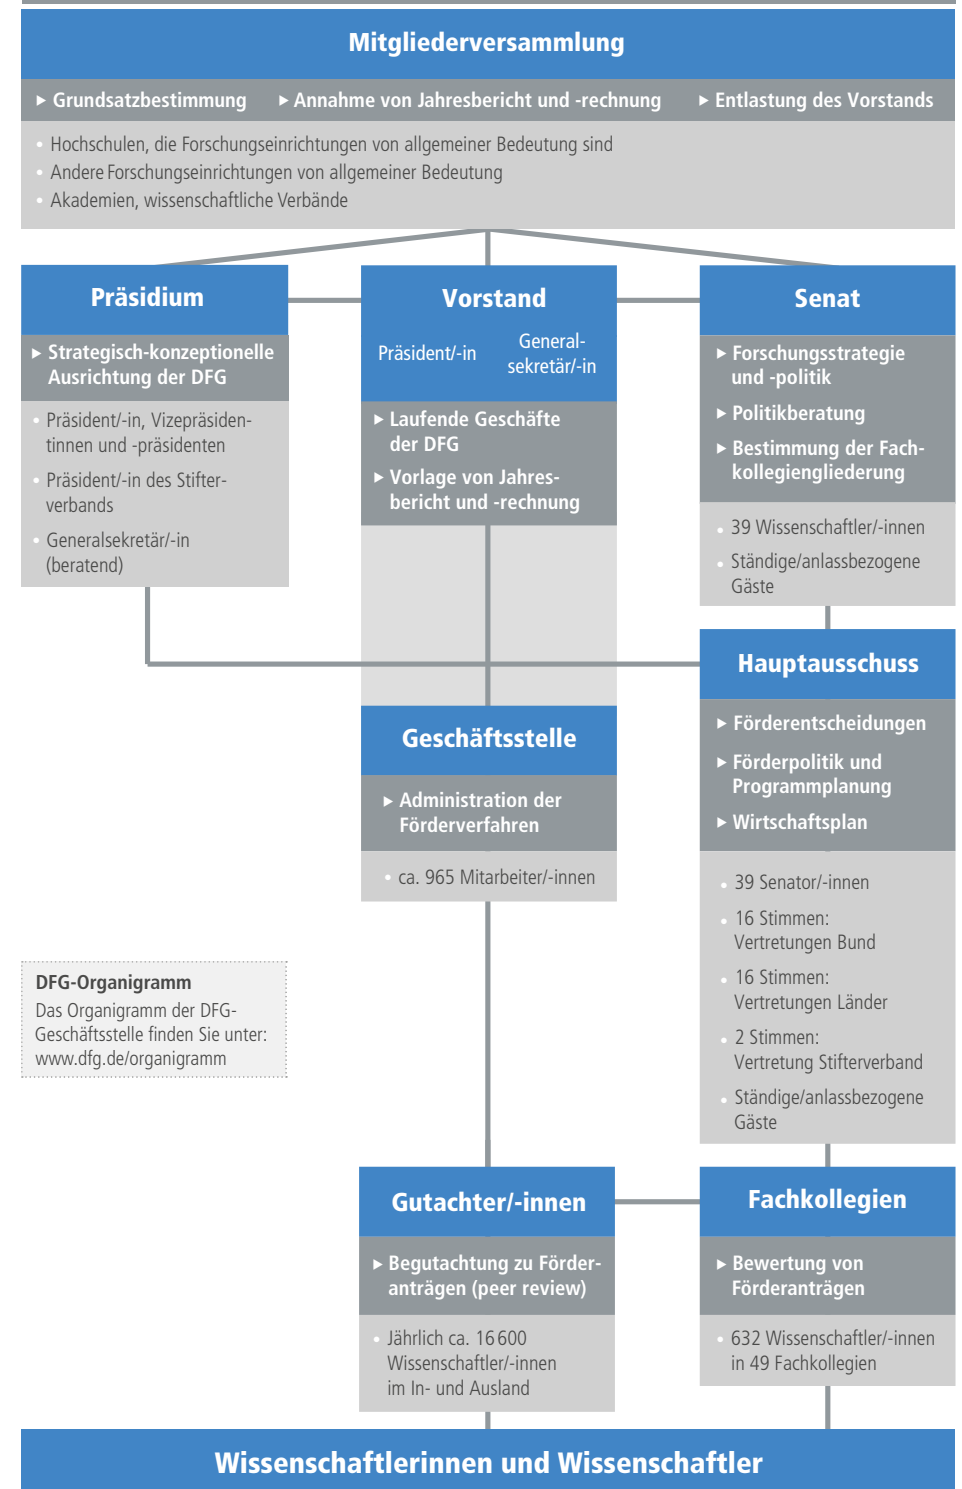 Mitgliederversammlung
▸ Grundsatzbestimmung ▸ Annahme von Jahresbericht und -rechnung ▸ Entlastung des Vorstands
• Hochschulen, die Forschungseinrichtungen von allgemeiner Bedeutung sind
• Andere Forschungseinrichtungen von allgemeiner Bedeutung
• Akademien, wissenschaftliche Verbände
Präsidium
▸ Strategisch-konzeptionelle
Ausrichtung der DFG
• Präsident/-in, Vizepräsiden-
tinnen und -präsidenten
• Präsident/-in des Stifter-
verbands
• Generalsekretär/-in
(beratend)
Vorstand
Präsident/-in
General-
sekretär/-in
▸ Laufende Geschäfte
der DFG
▸ Vorlage von Jahres-
bericht und -rechnung
Senat
▸ Forschungsstrategie
und -politik
▸ Politikberatung
▸ Bestimmung der Fach-
kollegiengliederung
• 39 Wissenschaftler/-innen
• Ständige/anlassbezogene
Gäste
Hauptausschuss
▸ Förderentscheidungen
▸ Förderpolitik und
Programmplanung
▸ Wirtschaftsplan
• 39 Senator/-innen
• 16 Stimmen:
Vertretungen Bund
• 16 Stimmen:
Vertretungen Länder
• 2 Stimmen:
Vertretung Stifterverband
• Ständige/anlassbezogene
Gäste
Geschäftsstelle
▸ Administration der
Förderverfahren
• ca. 965 Mitarbeiter/-innen
DFG-Organigramm
Das Organigramm der DFG-
Geschäftsstelle finden Sie unter:
www.dfg.de/organigramm
Gutachter/-innen
▸ Begutachtung zu Förder-
anträgen (peer review)
• Jährlich ca. 16 600
Wissenschaftler/-innen
im In- und Ausland
Fachkollegien
▸ Bewertung von
Förderanträgen
• 632 Wissenschaftler/-innen
in 49 Fachkollegien
Wissenschaftlerinnen und Wissenschaftler